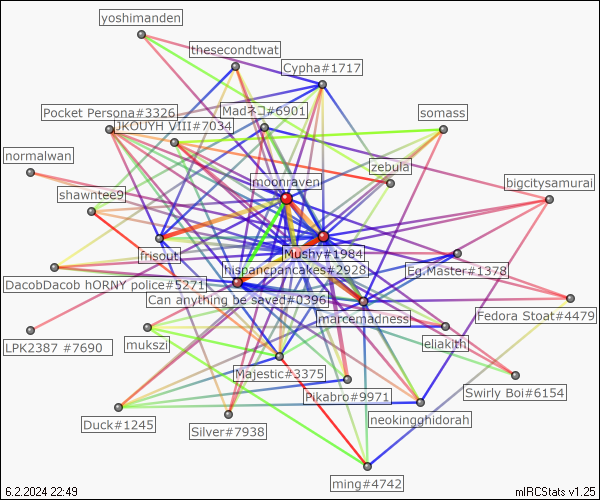 yoshimanden
thesecondtwat
Cypha#1717
Pocket Persona#3326
Madネコ#6901
somass
JKOUYH VIII#7034
normalwan
zebula
moonraven
bigcitysamurai
shawntee9
frisout
Mushy#1984
hispancpancakes#2928
Eg.Master#1378
DacobDacob hORNY police#5271
Can anything be saved#0396
marcemadness
Fedora Stoat#4479
LPK2387 #7690
mukszi
eliakith
Majestic#3375
Swirly Boi#6154
Pikabro#9971
neokingghidorah
Duck#1245
Silver#7938
ming#4742
6.2.2024 22:49
mIRCStats v1.25